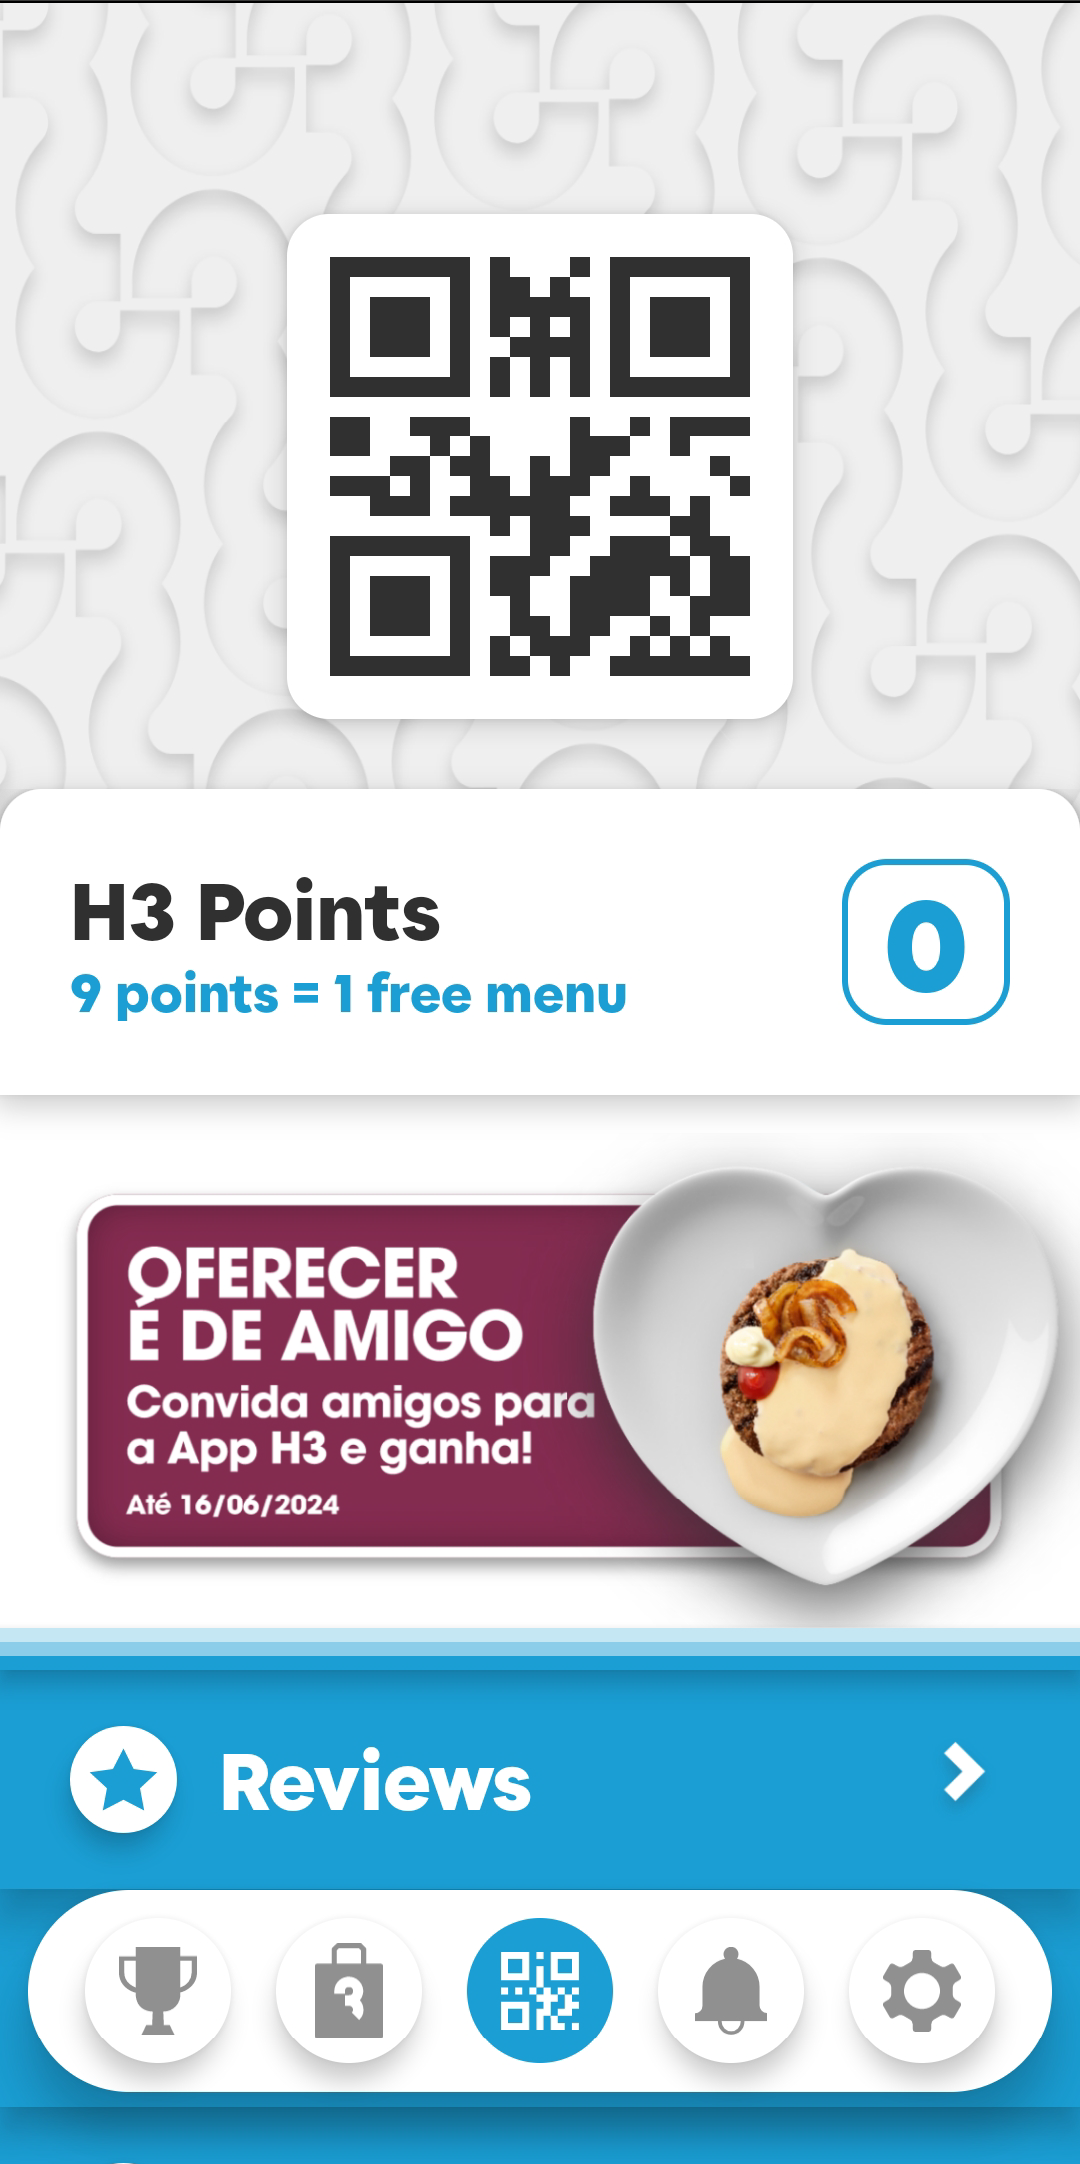 H3 Points
9 points = 1 free menu
0
OFERECER
É DE AMIGO
Convida amigos para
a App H3 e ganha!
Até 16/06/2024
Reviews
3